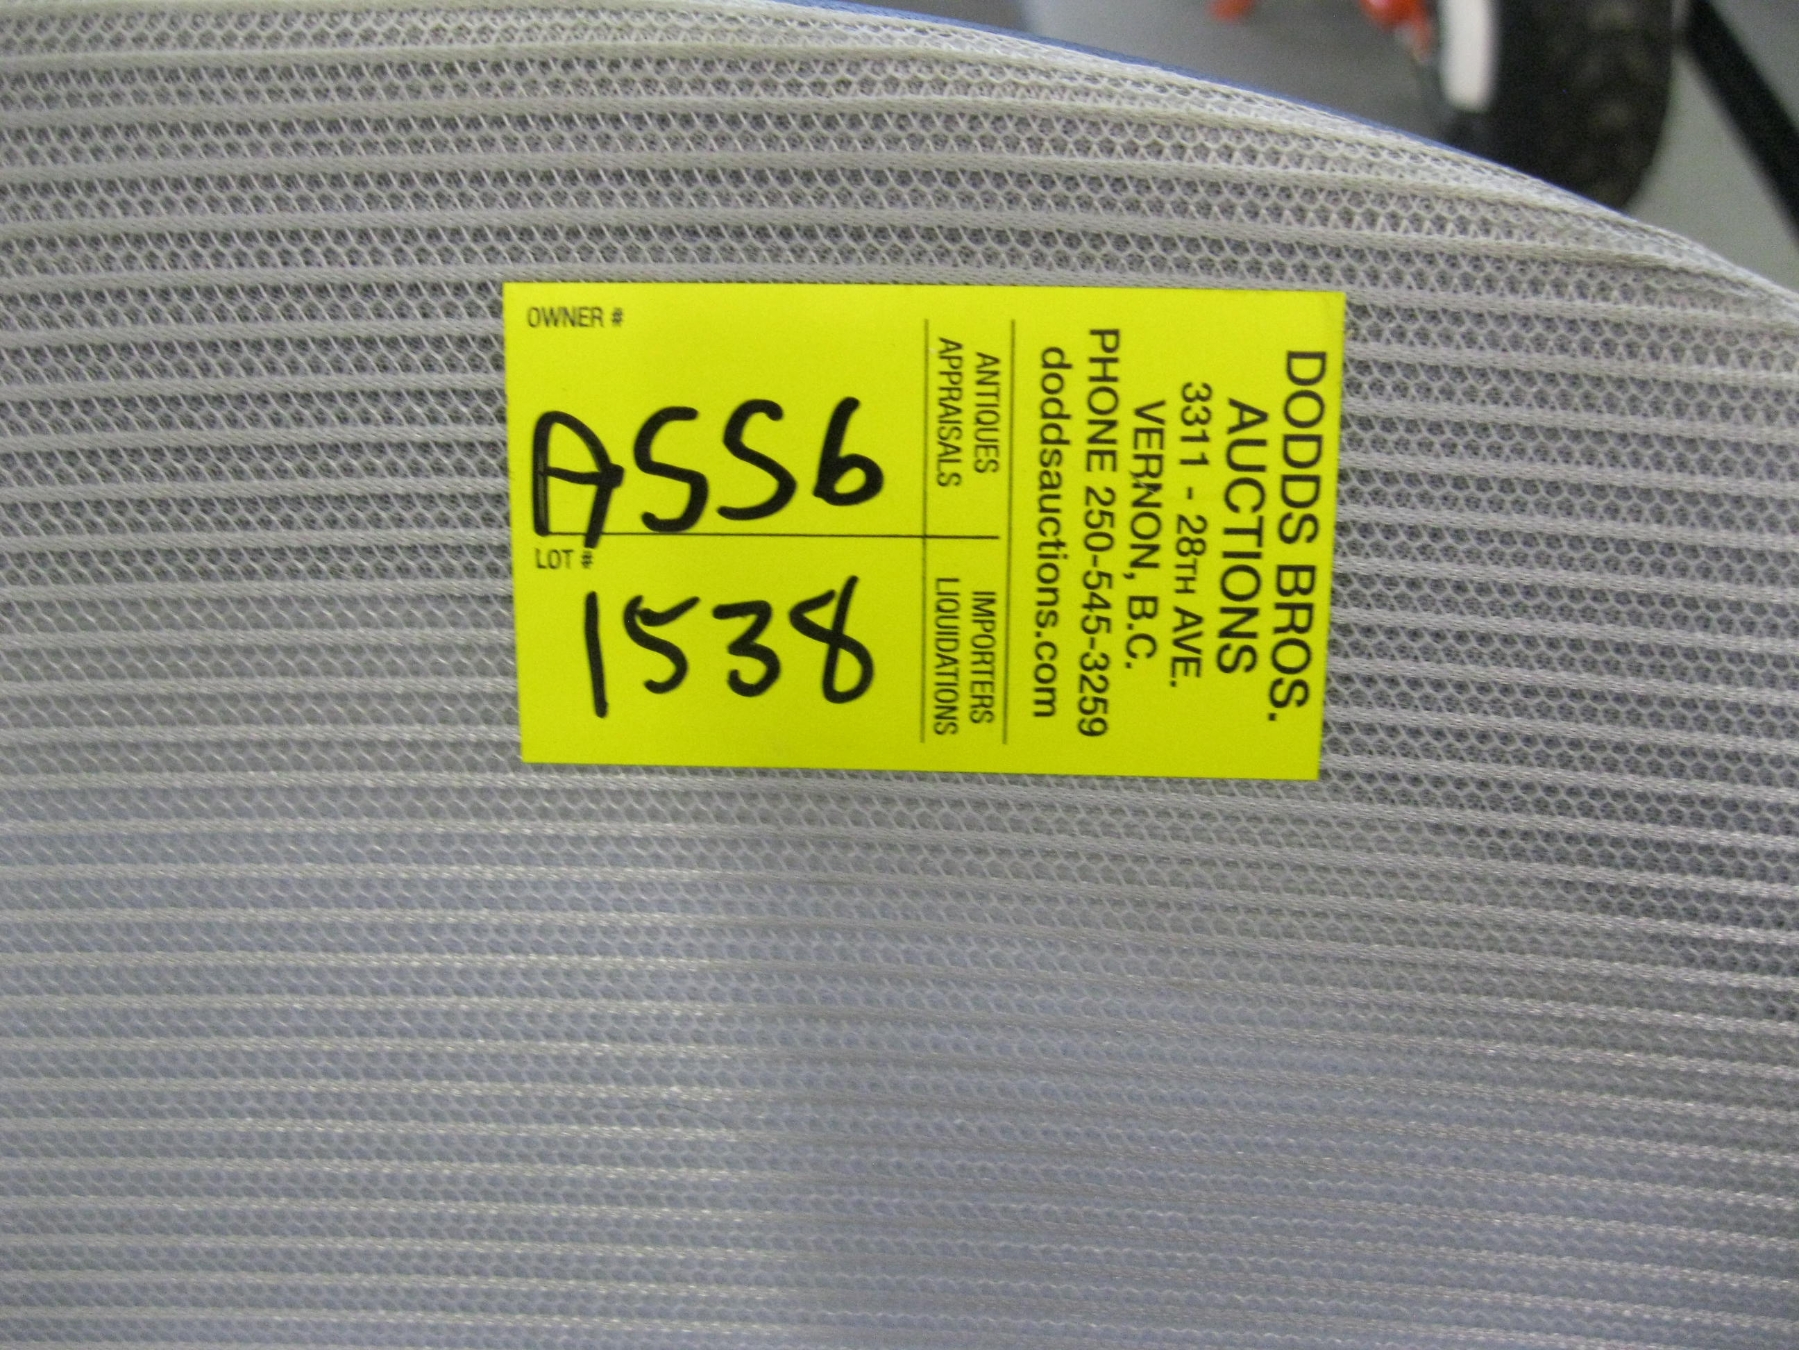 DODDS BROS.
AUCTIONS
3311 - 28TH AVE.
VERNON, B.C.
PHONE 250-545-3259
doddsauctions.com
ANTIQUES
APPRAISALS
IMPORTERS
LIQUIDATIONS
OWNER #
A556
LOT #
1538